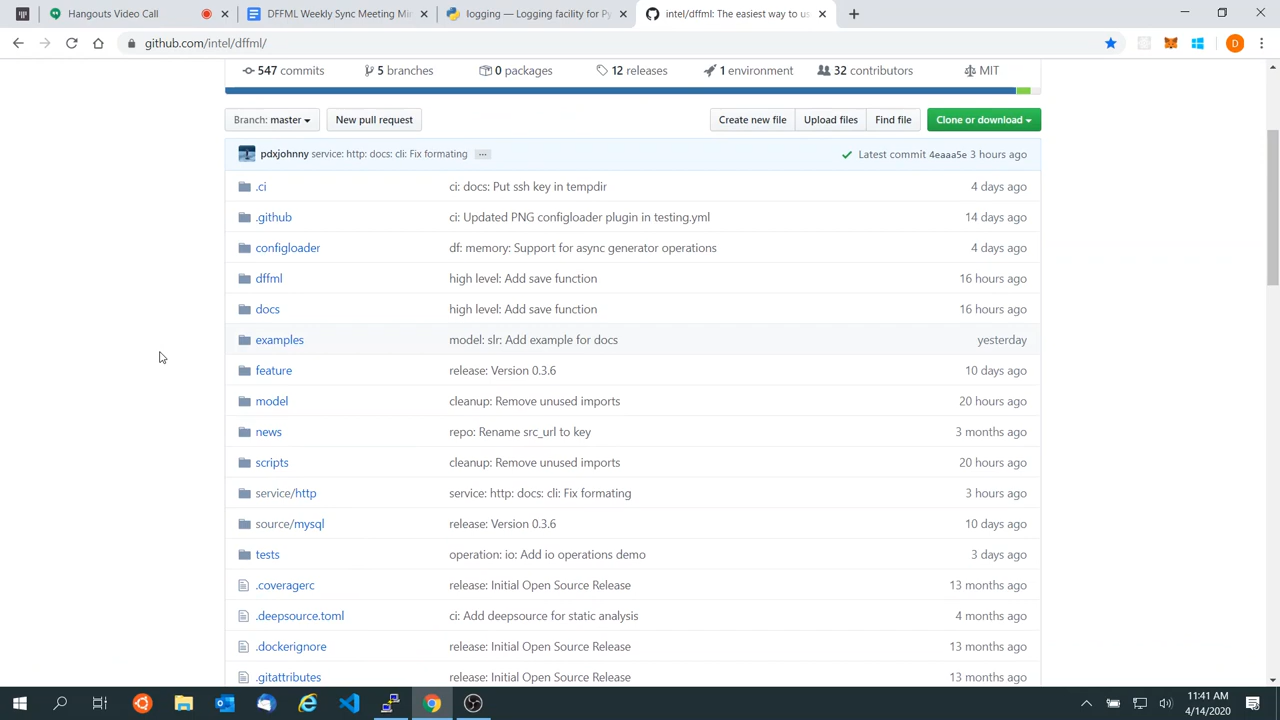 Hangouts Video Call
DFFML Weekly Sync Meeting Mi
logging — Logging facility for Py
intel/dffml: The easiest way to us
github.com/intel/dffml/
D
547 commits
5 branches
0 packages
12 releases
1 environment
32 contributors
MIT
Branch: master
New pull request
Create new file
Upload files
Find file
Clone or download
pdxjohnny service: http: docs: cli: Fix formating ...
Latest commit 4eaaa5e 3 hours ago
.ci ci: docs: Put ssh key in tempdir 4 days ago
.github ci: Updated PNG configloader plugin in testing.yml 14 days ago
configloader df: memory: Support for async generator operations 4 days ago
dffml high level: Add save function 16 hours ago
docs high level: Add save function 16 hours ago
examples model: slr: Add example for docs yesterday
feature release: Version 0.3.6 10 days ago
model cleanup: Remove unused imports 20 hours ago
news repo: Rename src_url to key 3 months ago
scripts cleanup: Remove unused imports 20 hours ago
service/http service: http: docs: cli: Fix formating 3 hours ago
source/mysql release: Version 0.3.6 10 days ago
tests operation: io: Add io operations demo 3 days ago
.coveragerc release: Initial Open Source Release 13 months ago
.deepsource.toml ci: Add deepsource for static analysis 4 months ago
.dockerignore release: Initial Open Source Release 13 months ago
.gitattributes release: Initial Open Source Release 13 months ago
11:41 AM
4/14/2020